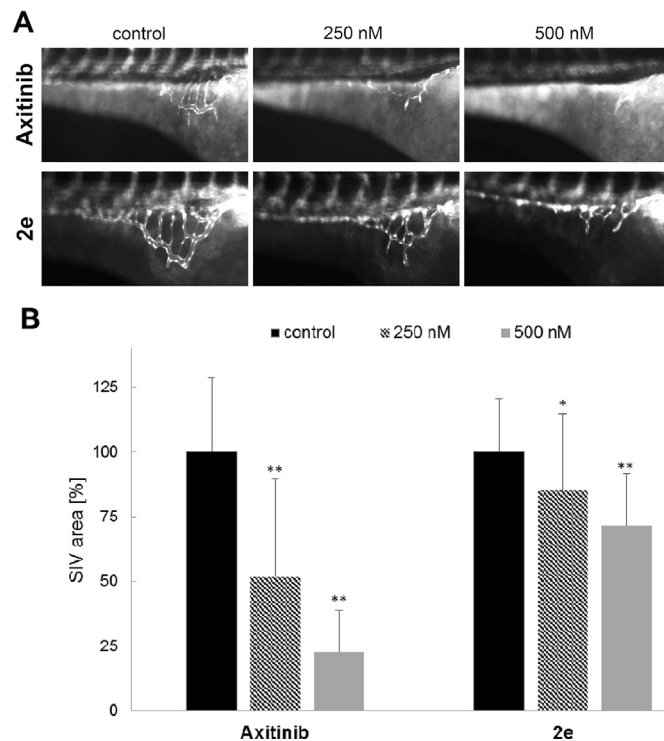 A
control 250 nM 500 nM
Axitinib
2e
B
control 250 nM 500 nM
SIV area [%]
125
100
75
50
25
0
**
**
*
**
Axitinib 2e